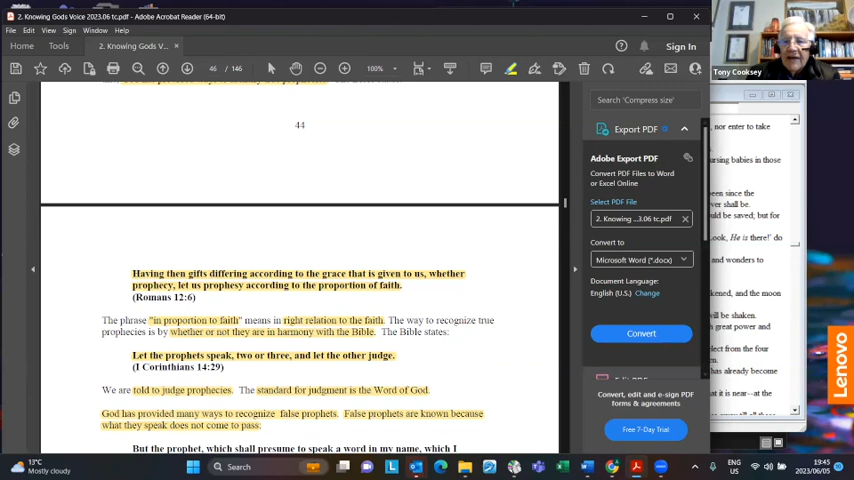 2. Knowing Gods Voice 2023.06 tc.pdf - Adobe Acrobat Reader (64-bit)
File Edit View Sign Window Help
Home Tools 2. Knowing Gods Voice... × Sign In
46 / 146 100%
44
Having then gifts differing according to the grace that is given to us, whether
prophecy, let us prophesy according to the proportion of faith.
(Romans 12:6)
The phrase "in proportion to faith" means in right relation to the faith. The way to recognize true
prophecies is by whether or not they are in harmony with the Bible. The Bible states:
Let the prophets speak, two or three, and let the other judge.
(I Corinthians 14:29)
We are told to judge prophecies. The standard for judgment is the Word of God.
God has provided many ways to recognize false prophets. False prophets are known because
what they speak does not come to pass:
But the prophet, which shall presume to speak a word in my name, which I
Search 'Compress size'
Export PDF
Adobe Export PDF
Convert PDF Files to Word
or Excel Online
Select PDF File
2. Knowing ...3.06 tc.pdf ×
Convert to
Microsoft Word (*.docx)
Document Language:
English (U.S.) Change
Convert
Convert, edit and e-sign PDF
forms & agreements
Free 7-Day Trial
Tony Cooksey
, nor enter to take
ursing babies in those
been since the
ver shall be.
uld be saved; but for
Look, He is there!' do
and wonders to
kened, and the moon
will be shaken.
h great power and
elect from the four
has already become
at it is near--at the
Lenovo
13°C
Mostly cloudy
Search
ENG
US
19:45
2023/06/05